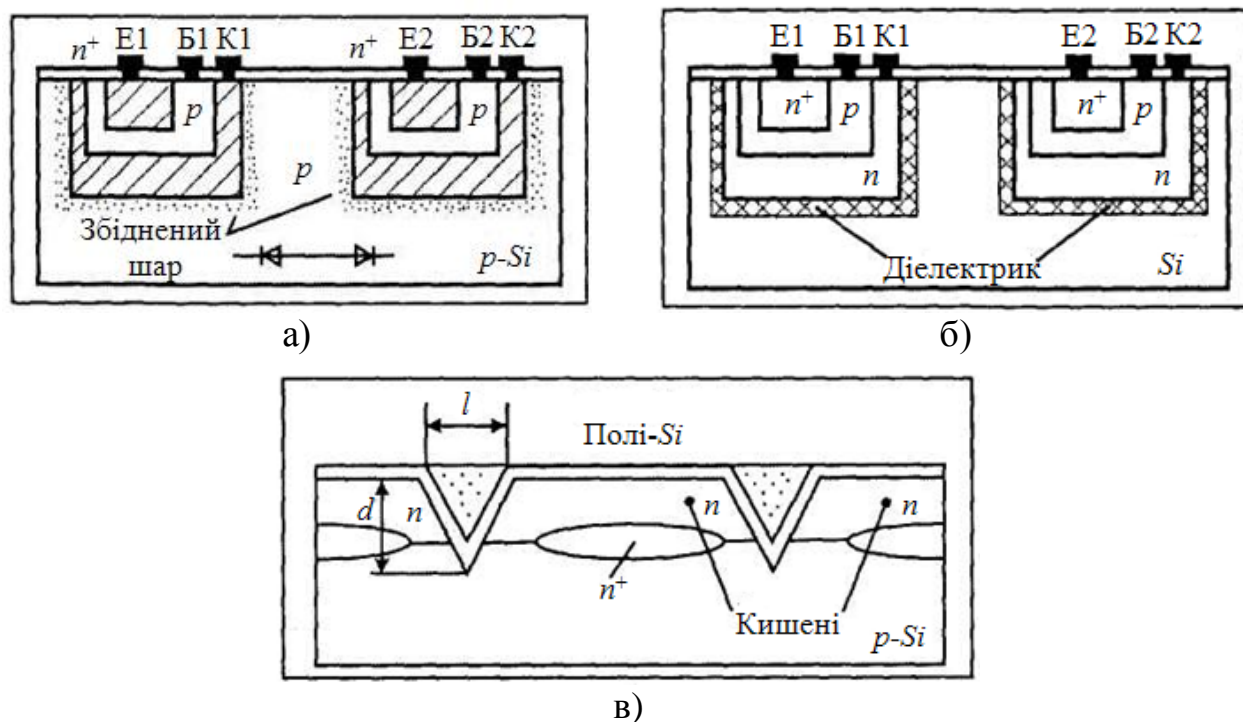 n+ Е1 Б1 К1 n+ Е2 Б2 К2
p p
p
Збіднений
шар
p-Si
а)
Е1 Б1 К1 Е2 Б2 К2
n+ p n+ p
n n
Діелектрик
Si
б)
l
Полі-Si
d n n n
n+
Кишені
p-Si
в)